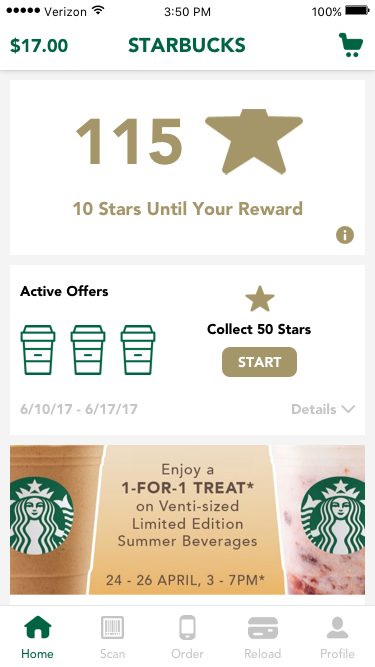 ●●●●● Verizon 3:50 PM 100%
$17.00 STARBUCKS
115
10 Stars Until Your Reward
Active Offers
Collect 50 Stars
START
6/10/17 - 6/17/17 Details
Enjoy a
1-FOR-1 TREAT*
on Venti-sized
Limited Edition
Summer Beverages
24 - 26 APRIL, 3 - 7PM*
Home Scan Order Reload Profile